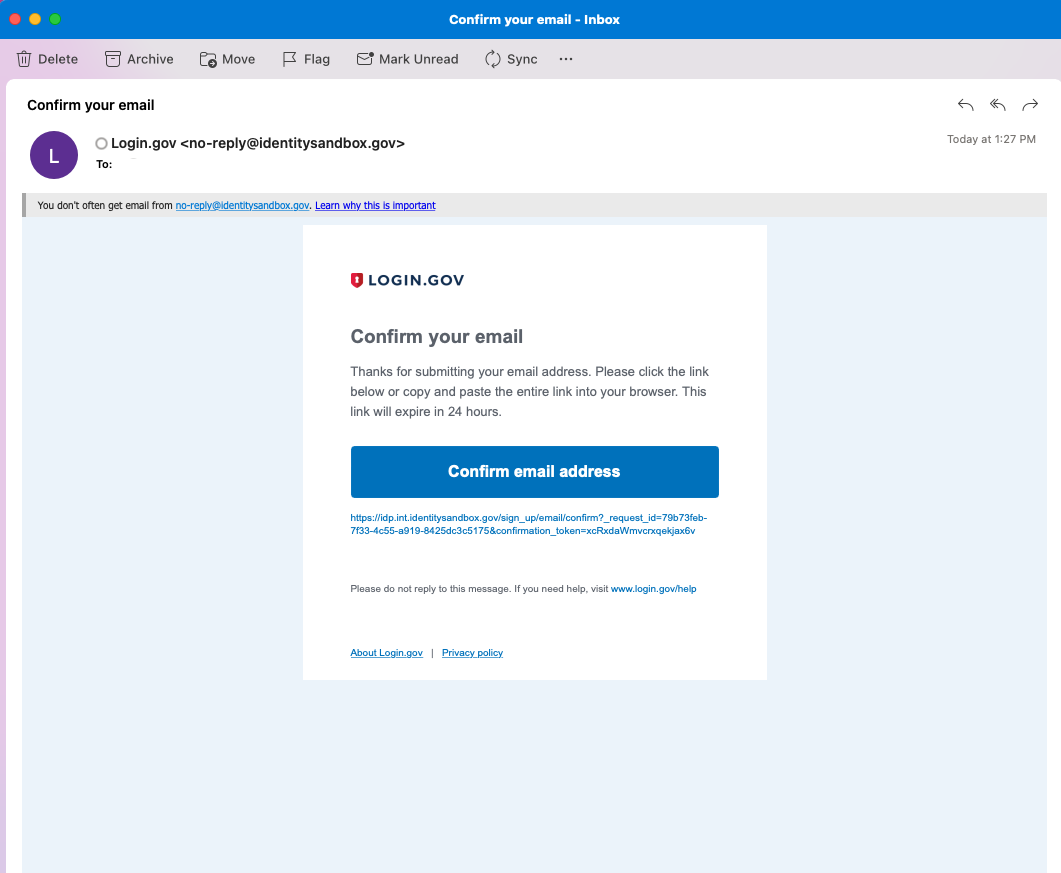 Confirm your email - Inbox
Delete Archive Move Flag Mark Unread Sync ...
Confirm your email
L
Login.gov <no-reply@identitysandbox.gov>
Today at 1:27 PM
To:
You don't often get email from no-reply@identitysandbox.gov. Learn why this is important
LOGIN.GOV
Confirm your email
Thanks for submitting your email address. Please click the link
below or copy and paste the entire link into your browser. This
link will expire in 24 hours.
Confirm email address
https://idp.int.identitysandbox.gov/sign_up/email/confirm?_request_id=79b73feb-
7f33-4c55-a919-8425dc3c5175&confirmation_token=xcRxdaWmvcrxqekjax6v
Please do not reply to this message. If you need help, visit www.login.gov/help
About Login.gov | Privacy policy